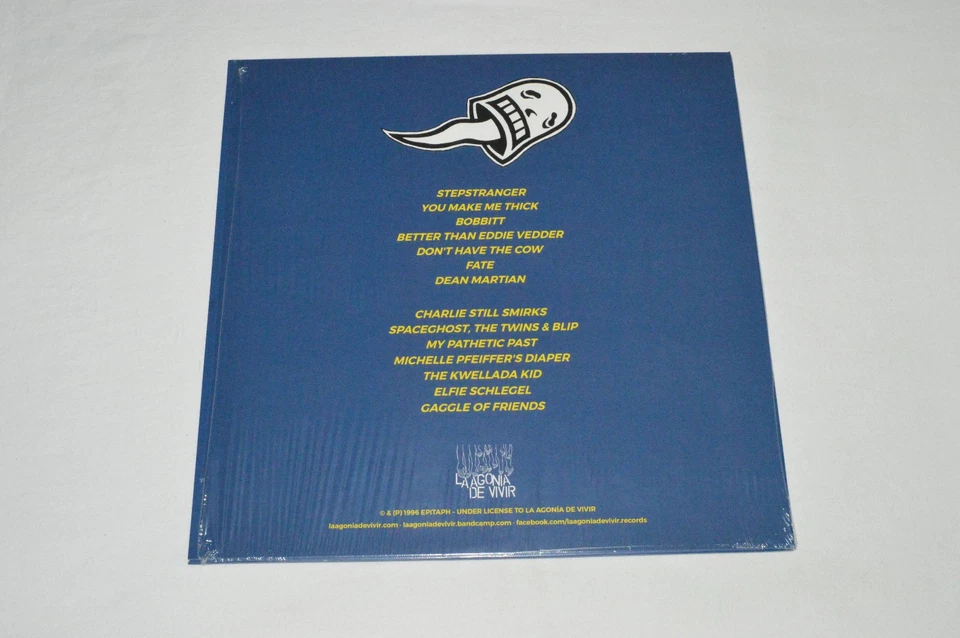 STEPSTRANGER
YOU MAKE ME THICK
BOBBITT
BETTER THAN EDDIE VEDDER
DON'T HAVE THE COW
FATE
DEAN MARTIAN
CHARLIE STILL SMIRKS
SPACEGHOST, THE TWINS & BLIP
MY PATHETIC PAST
MICHELLE PFEIFFER'S DIAPER
THE KWELLADA KID
ELFIE SCHLEGEL
GAGGLE OF FRIENDS
LA AGONÍA
DE VIVIR
© & (P) 1996 EPITAPH - UNDER LICENSE TO LA AGONÍA DE VIVIR
laagoniadevivir.com · laagoniadevivir.bandcamp.com · facebook.com/laagoniadevivir.records